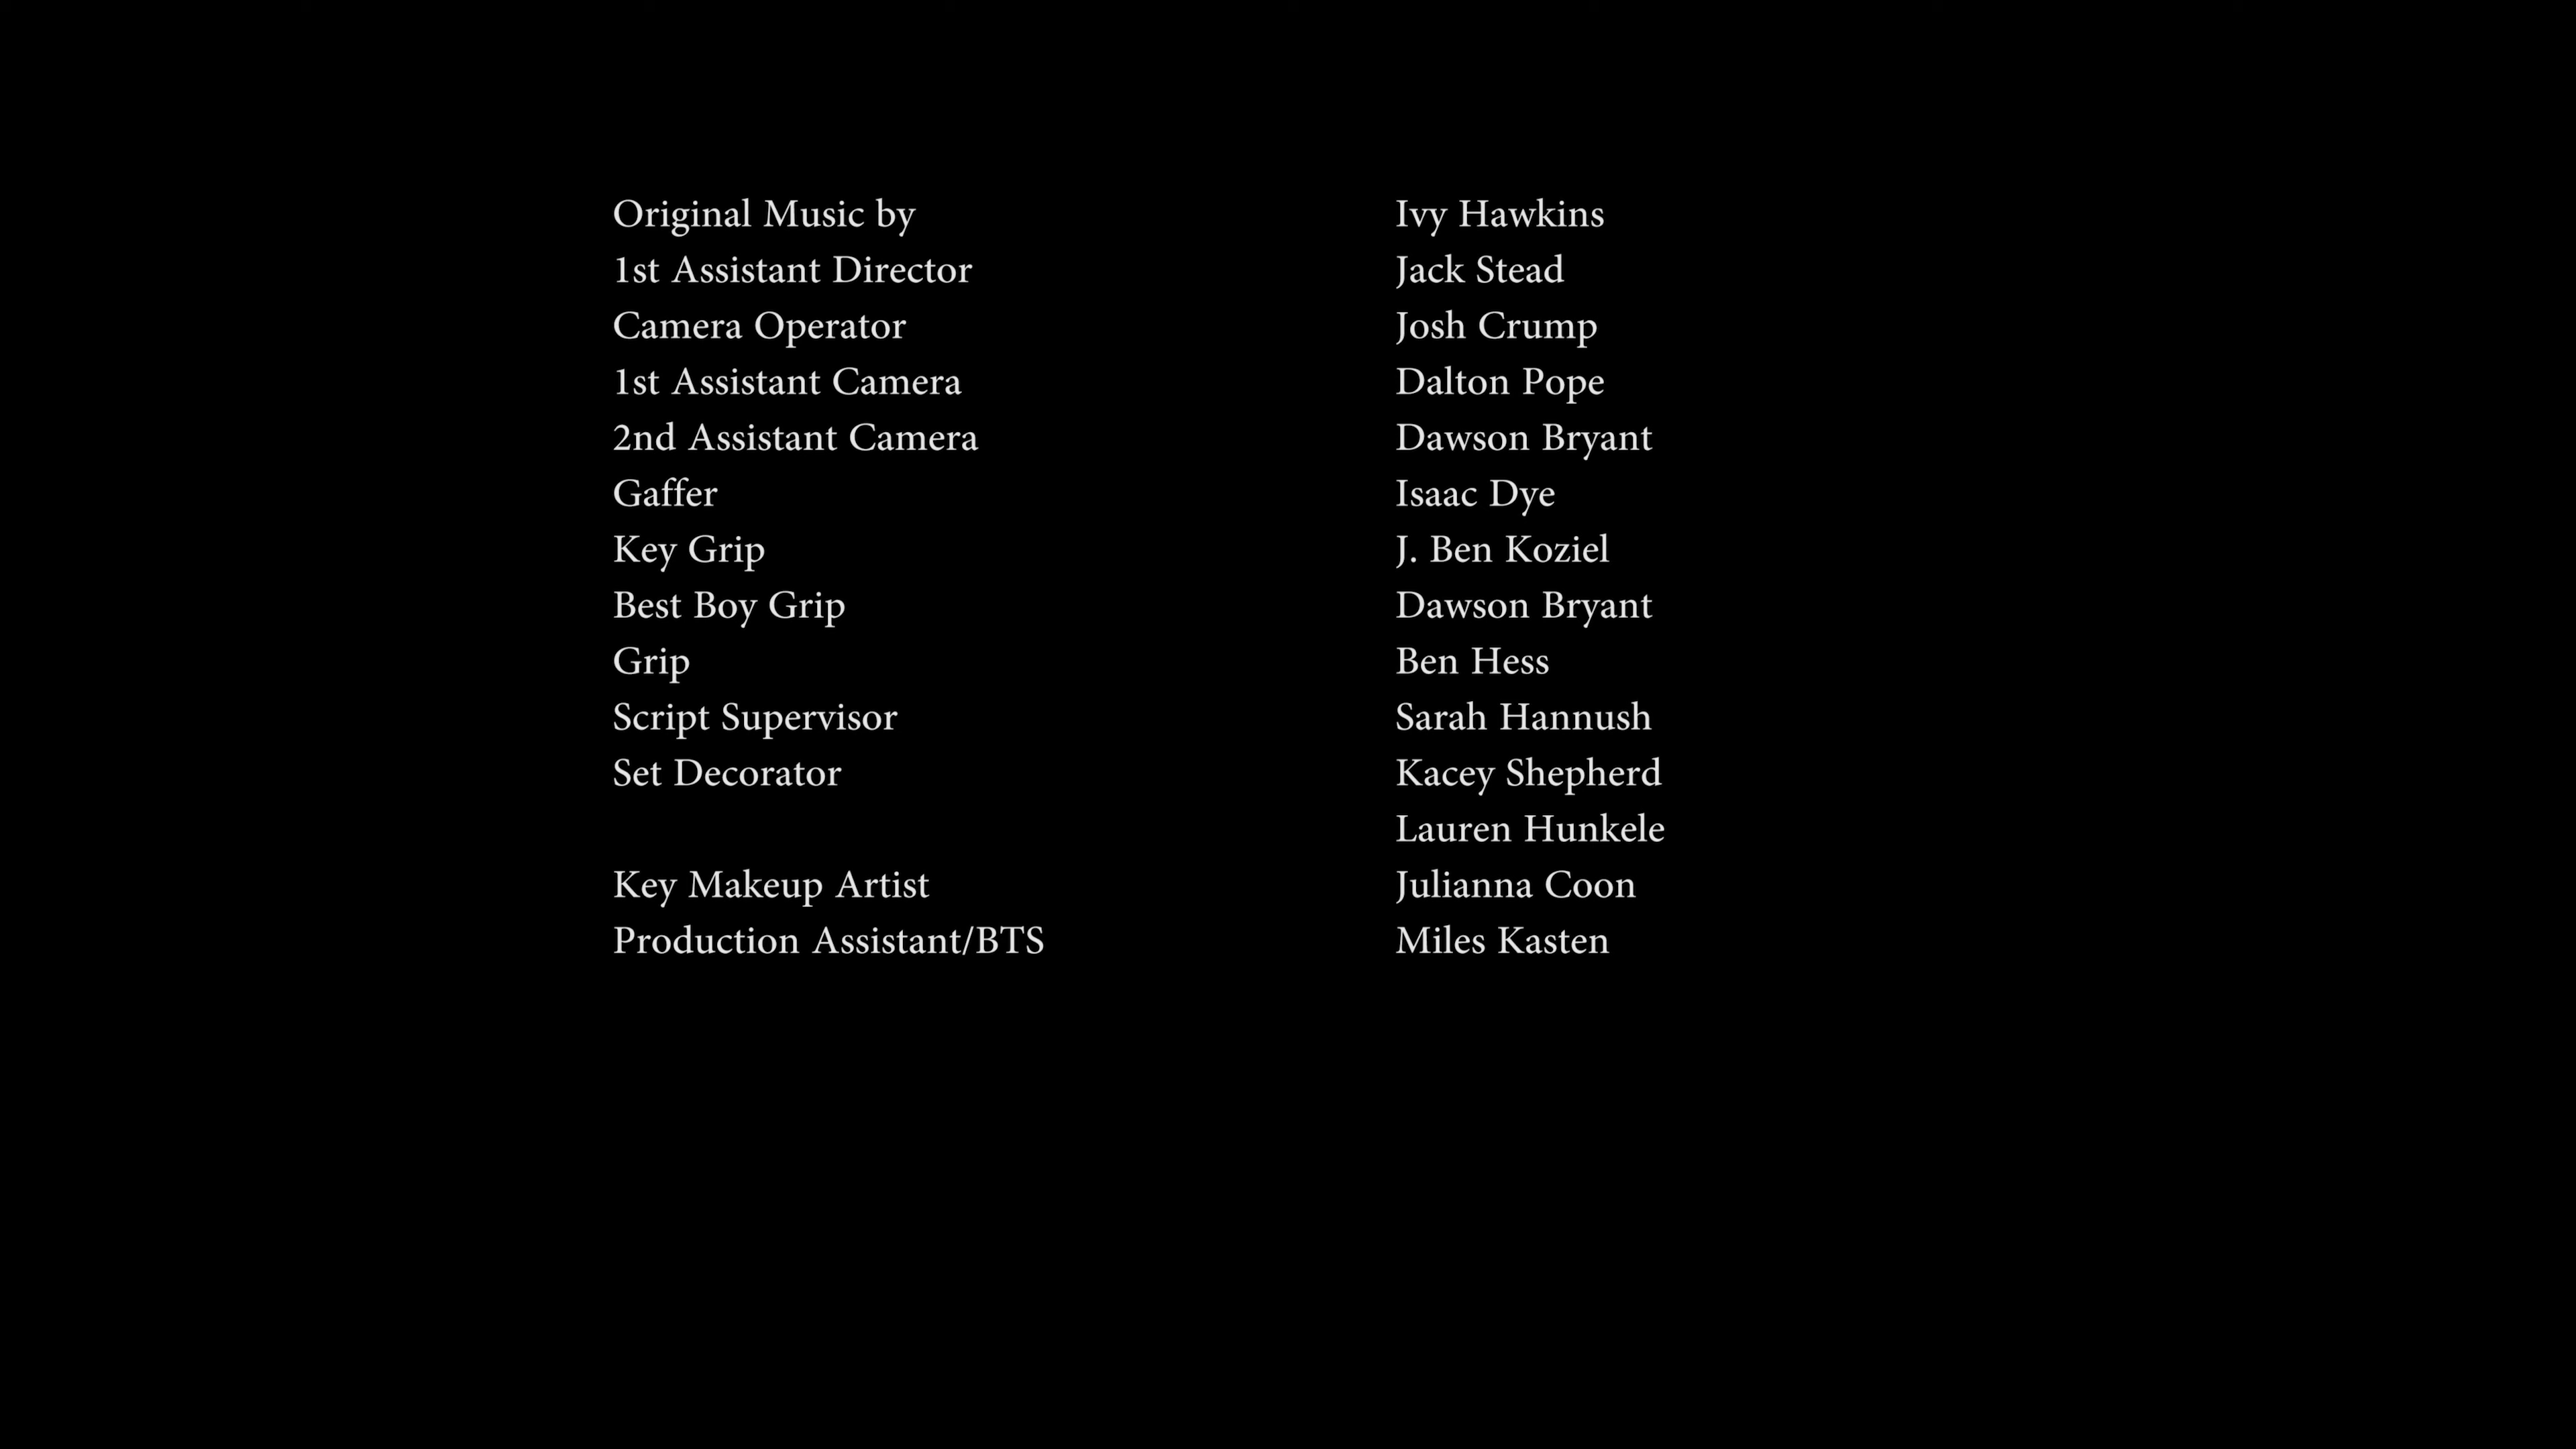 Original Music by Ivy Hawkins
1st Assistant Director Jack Stead
Camera Operator Josh Crump
1st Assistant Camera Dalton Pope
2nd Assistant Camera Dawson Bryant
Gaffer Isaac Dye
Key Grip J. Ben Koziel
Best Boy Grip Dawson Bryant
Grip Ben Hess
Script Supervisor Sarah Hannush
Set Decorator Kacey Shepherd
Lauren Hunkele
Key Makeup Artist Julianna Coon
Production Assistant/BTS Miles Kasten